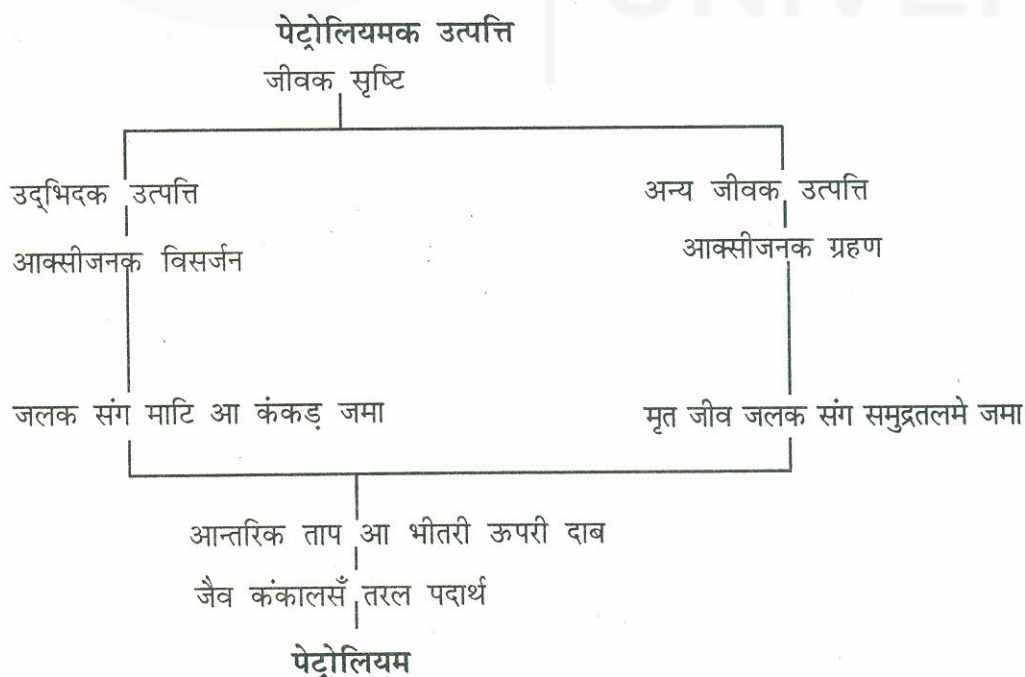 UNIVE
पेट्रोलियमक उत्पत्ति
जीवक सृष्टि
उद्‌भिदक उत्पत्ति
अन्य जीवक उत्पत्ति
आक्सीजनक विसर्जन
आक्सीजनक ग्रहण
जलक संग माटि आ कंकड़ जमा
मृत जीव जलक संग समुद्रतलमे जमा
आन्तरिक ताप आ भीतरी ऊपरी दाब
जैव कंकालसँ तरल पदार्थ
पेट्रोलियम